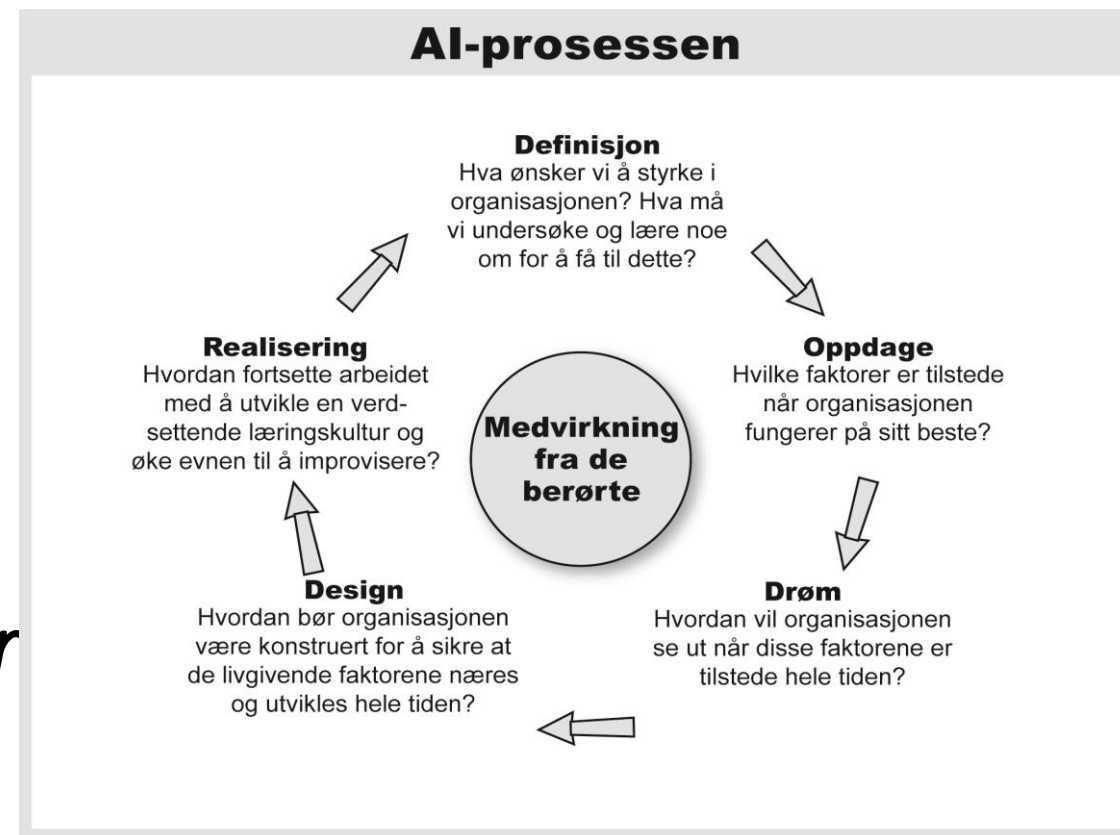 AI-prosessen
Definisjon
Hva ønsker vi å styrke i
organisasjonen? Hva må
vi undersøke og lære noe
om for å få til dette?
Oppdage
Hvilke faktorer er tilstede
når organisasjonen
fungerer på sitt beste?
Drøm
Hvordan vil organisasjonen
se ut når disse faktorene er
tilstede hele tiden?
Design
Hvordan bør organisasjonen
være konstruert for å sikre at
de livgivende faktorene næres
og utvikles hele tiden?
Realisering
Hvordan fortsette arbeidet
med å utvikle en verd-
settende læringskultur og
øke evnen til å improvisere?
Medvirkning
fra de
berørte